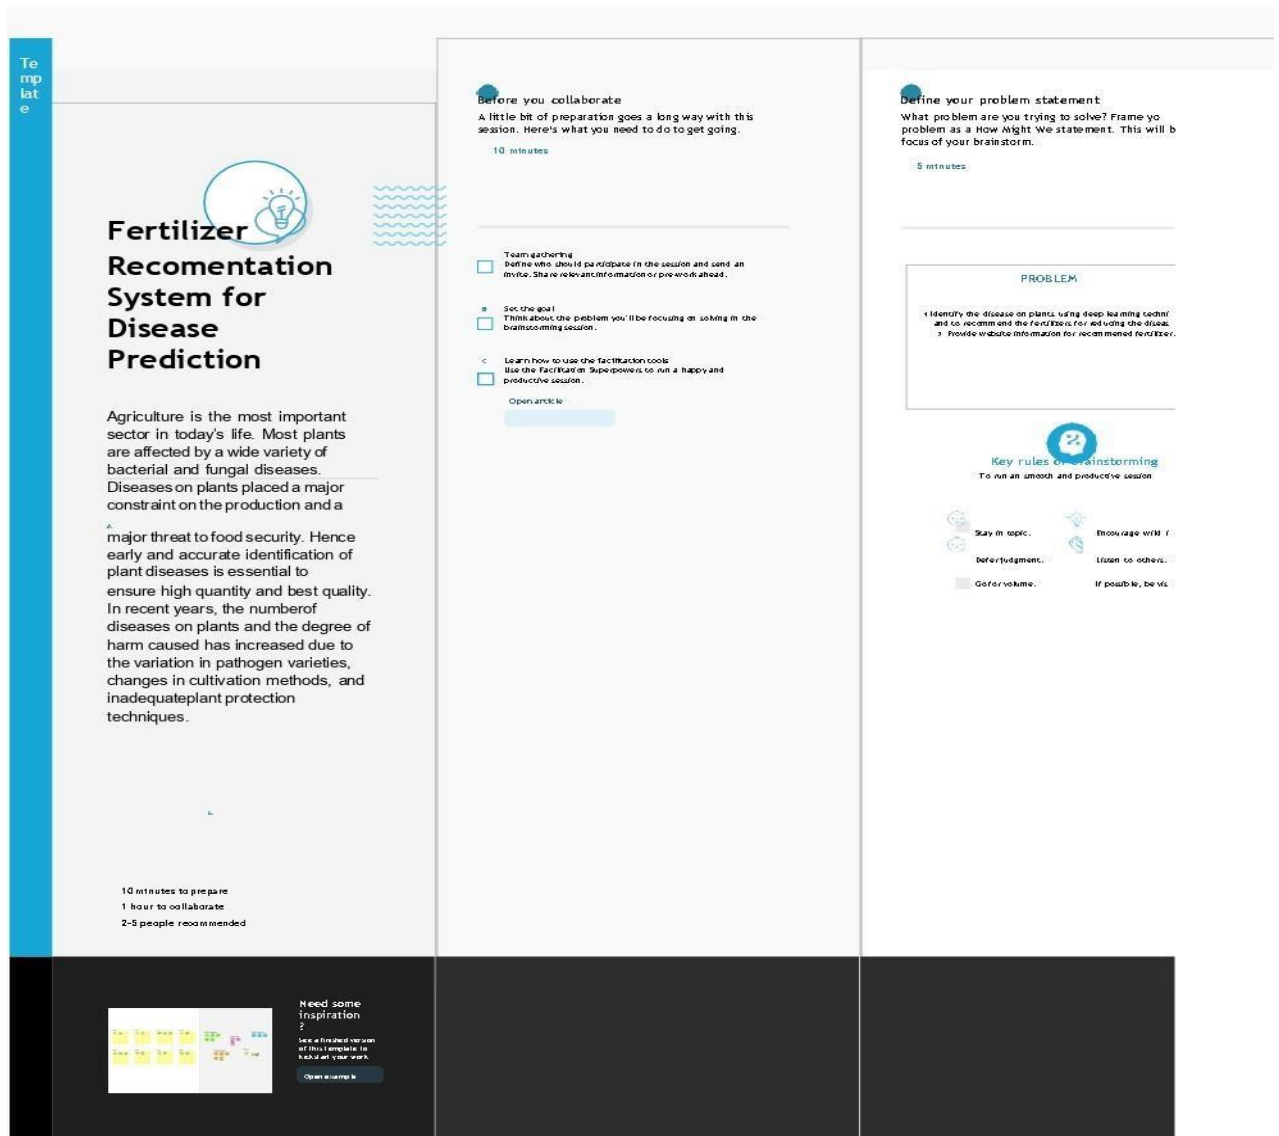 Te
mp
lat
e
Fertilizer
Recomentation
System for
Disease
Prediction
Agriculture is the most important
sector in today's life. Most plants
are affected by a wide variety of
bacterial and fungal diseases.
Diseases on plants placed a major
constraint on the production and a
major threat to food security. Hence
early and accurate identification of
plant diseases is essential to
ensure high quantity and best quality.
In recent years, the numberof
diseases on plants and the degree of
harm caused has increased due to
the variation in pathogen varieties,
changes in cultivation methods, and
inadequateplant protection
techniques.
10 minutes to prepare
1 hour to collaborate
2-5 people recommended
Need some
inspiration
?
See a finished version
of this template to
kickstart your work
Open example
Before you collaborate
A little bit of preparation goes a long way with this
session. Here's what you need to do to get going.
10 minutes
Team gathering
Define who should participate in the session and send an
invite. Share relevant information or pre-work ahead.
B Set the goal
Think about the problem you'll be focusing on solving in the
brainstorming session.
C Learn how to use the facilitation tools
Use the Facilitation Superpowers to run a happy and
productive session.
Open article
Define your problem statement
What problem are you trying to solve? Frame yo
problem as a How Might We statement. This will b
focus of your brainstorm.
5 minutes
PROBLEM
Identify the disease on plants using deep learning techni
and to recommend the fertilizers for reducing the diseas
Provide website information for recommened fertilizer.
Key rules of brainstorming
To run an smooth and productive session
Stay in topic. Encourage wild i
Defer judgment. Listen to others.
Go for volume. If possible, be vis